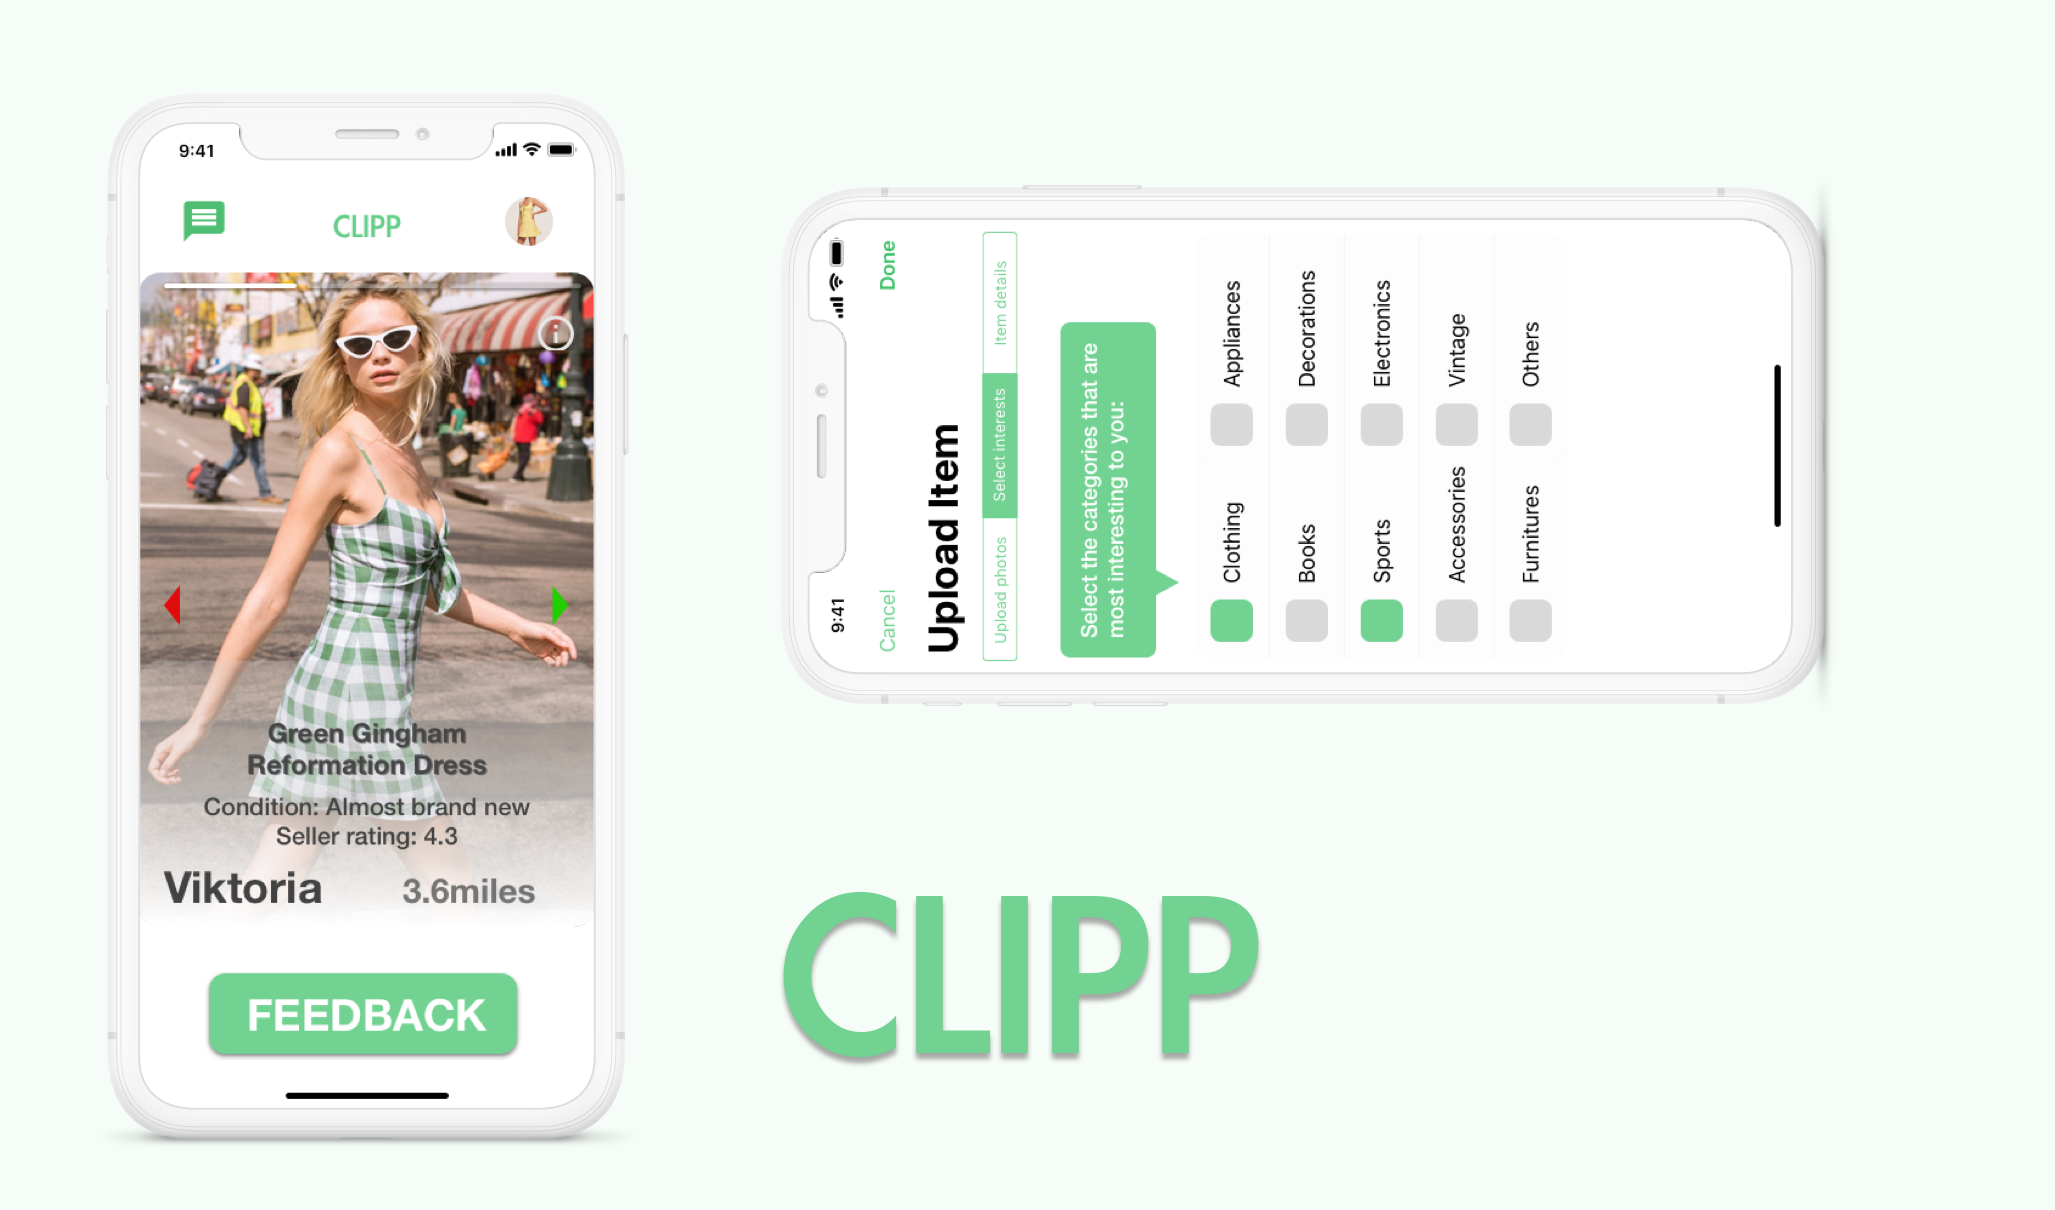 9:41
CLIPP
Green Gingham
Reformation Dress
Condition: Almost brand new
Seller rating: 4.3
Viktoria 3.6miles
FEEDBACK
9:41
Cancel Done
Upload Item
Upload photos Select interests Item details
Select the categories that are
most interesting to you:
Clothing Appliances
Books Decorations
Sports Electronics
Accessories Vintage
Furnitures Others
CLIPP